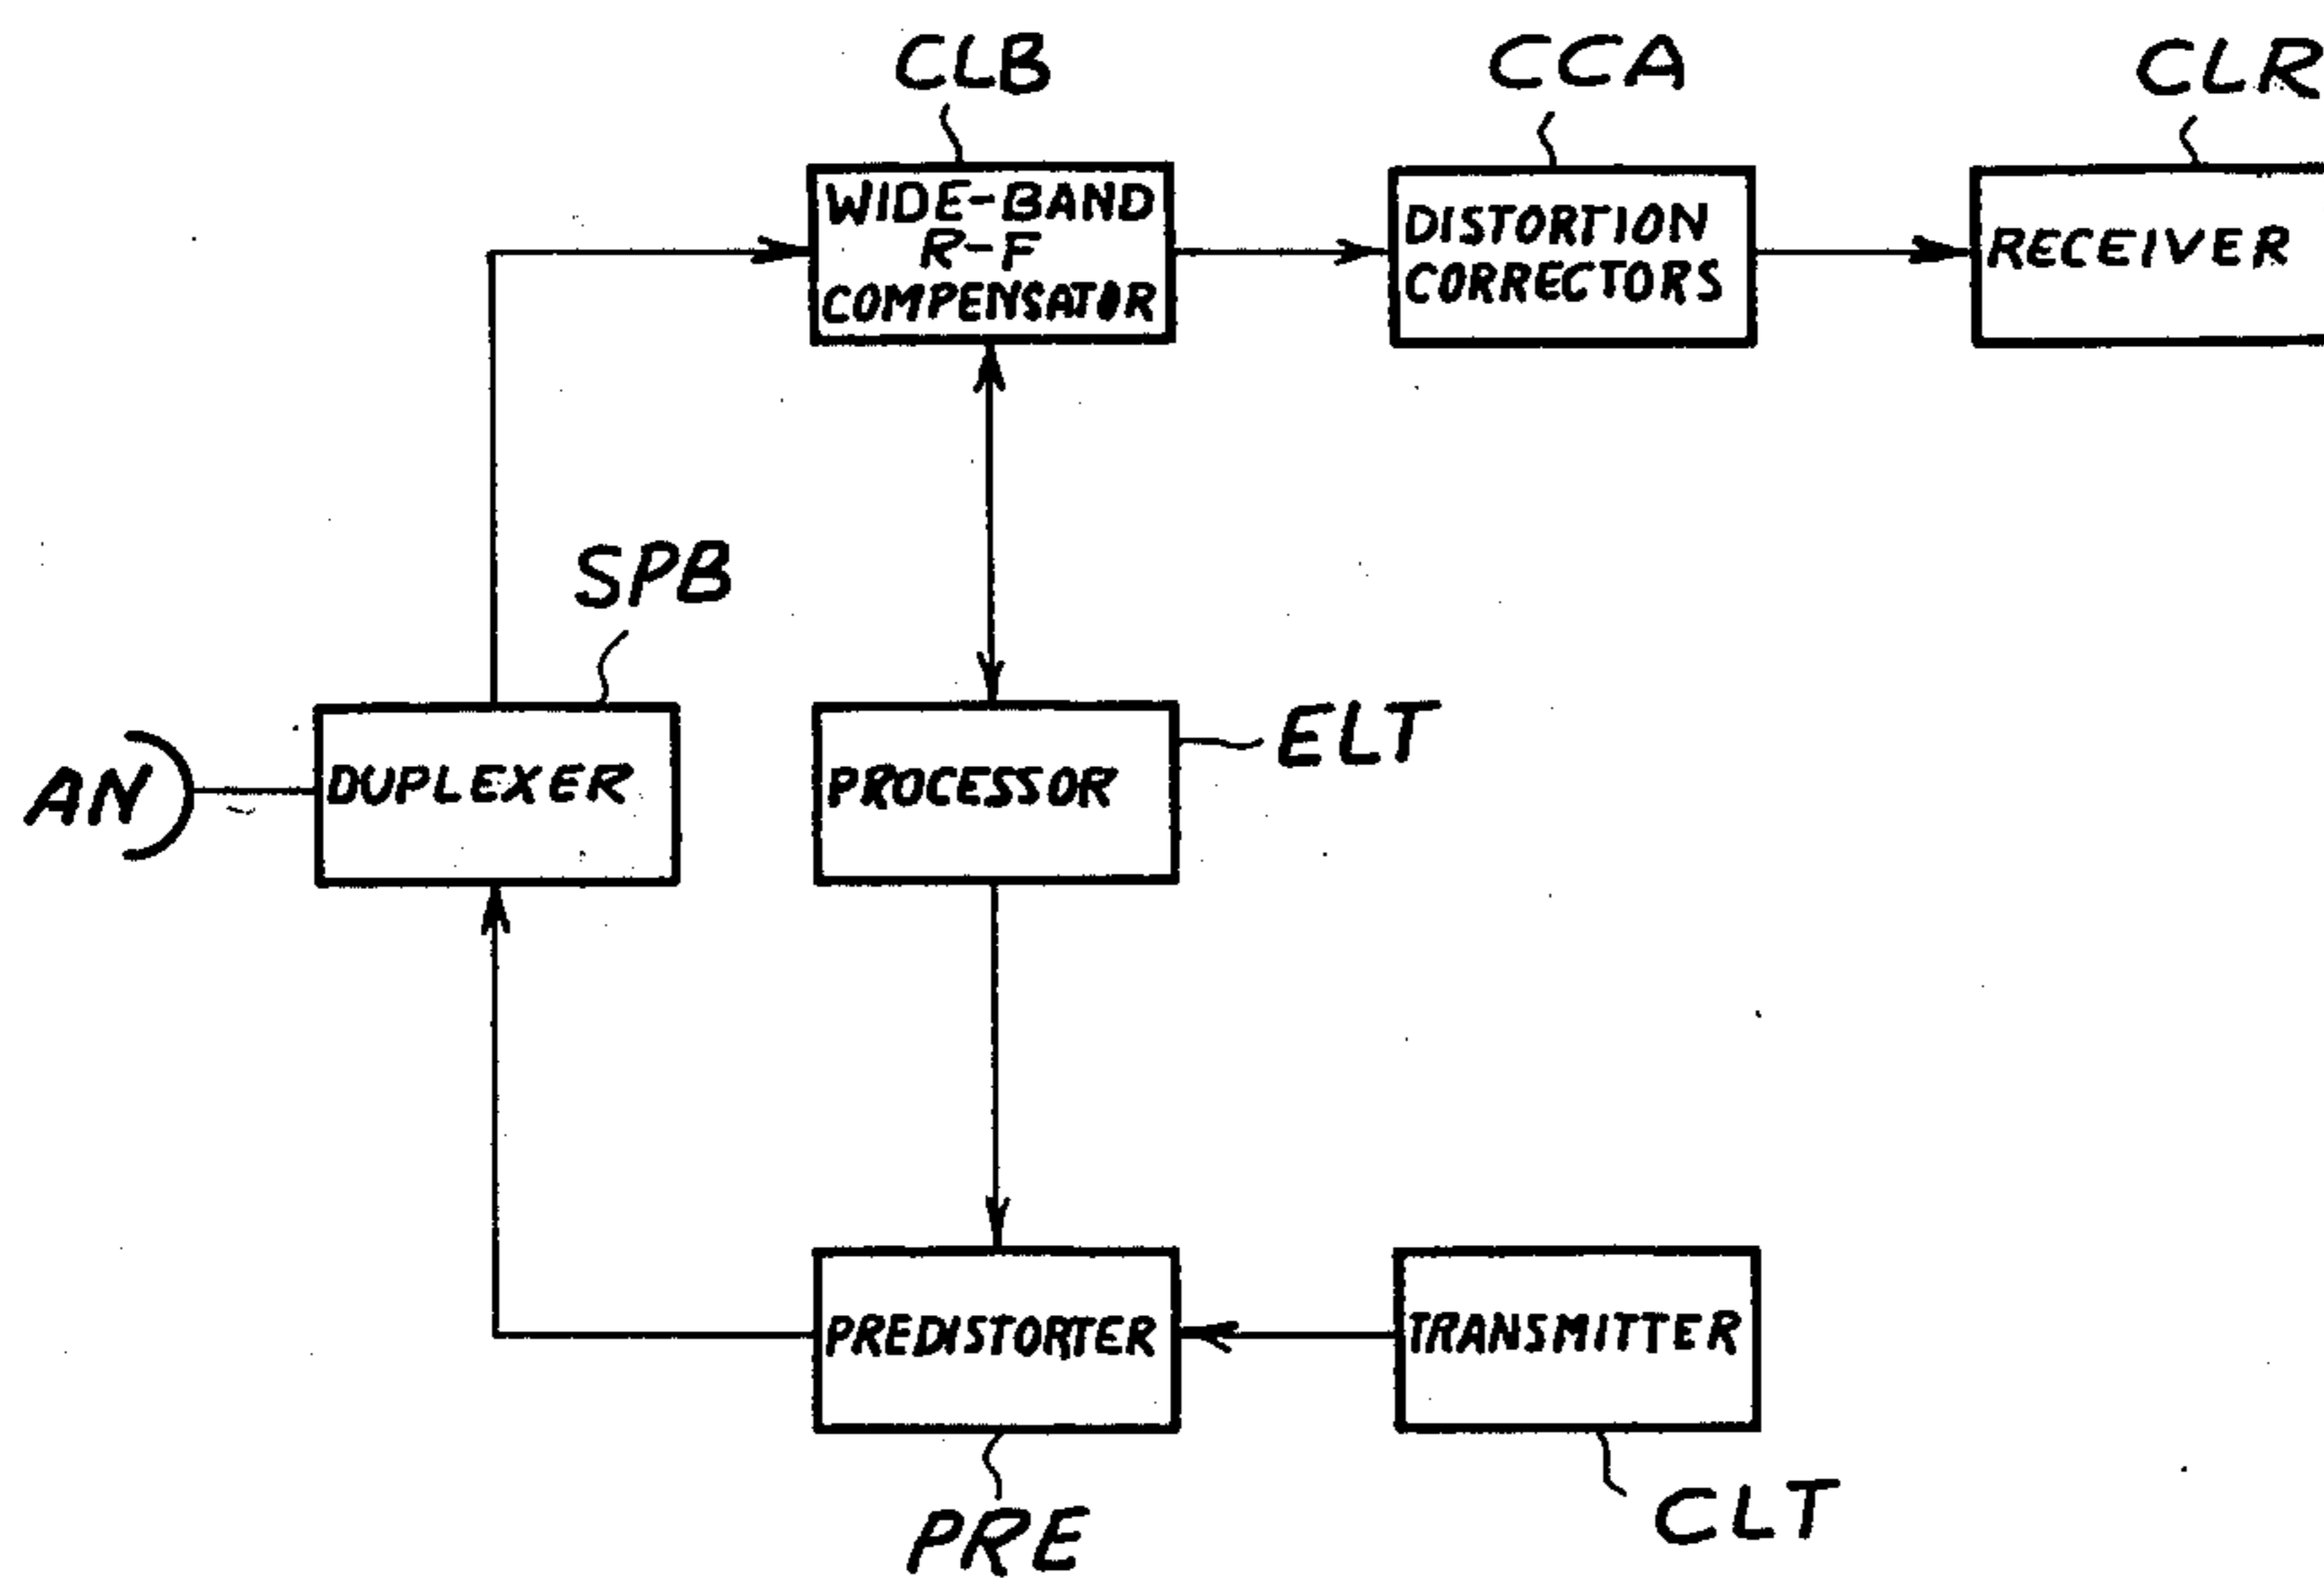 CLB
CCA
CLR
WIDE-BAND
R-F
COMPENSATOR
DISTORTION
CORRECTORS
RECEIVER
SPB
ELT
AN
DUPLEXER
PROCESSOR
PREDISTORTER
TRANSMITTER
PRE
CLT